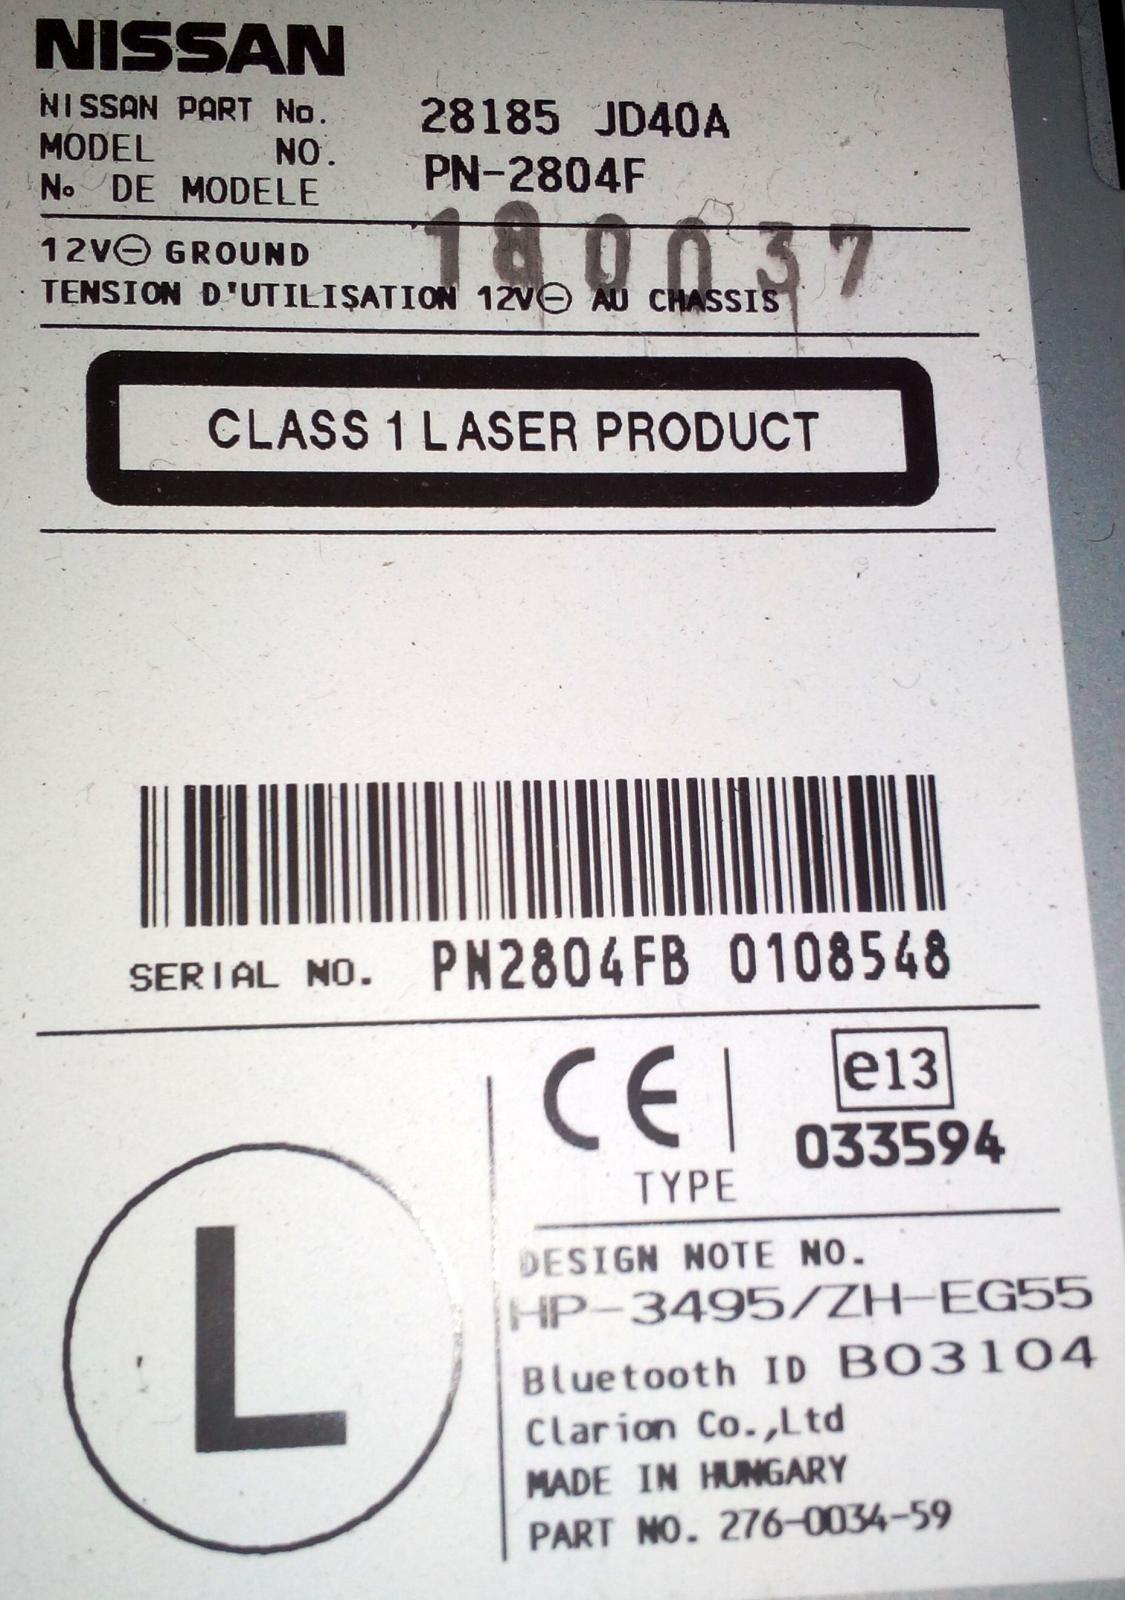 NISSAN
NISSAN PART No. 28185 JD40A
MODEL NO. PN-2804F
No DE MODELE
180037
12V⊖ GROUND
TENSION D'UTILISATION 12V⊖ AU CHASSIS
CLASS 1 LASER PRODUCT
SERIAL NO. PN2804FB 0108548
CE
e13
033594
TYPE
L
DESIGN NOTE NO.
HP-3495/ZH-EG55
Bluetooth ID B03104
Clarion Co.,Ltd
MADE IN HUNGARY
PART NO. 276-0034-59